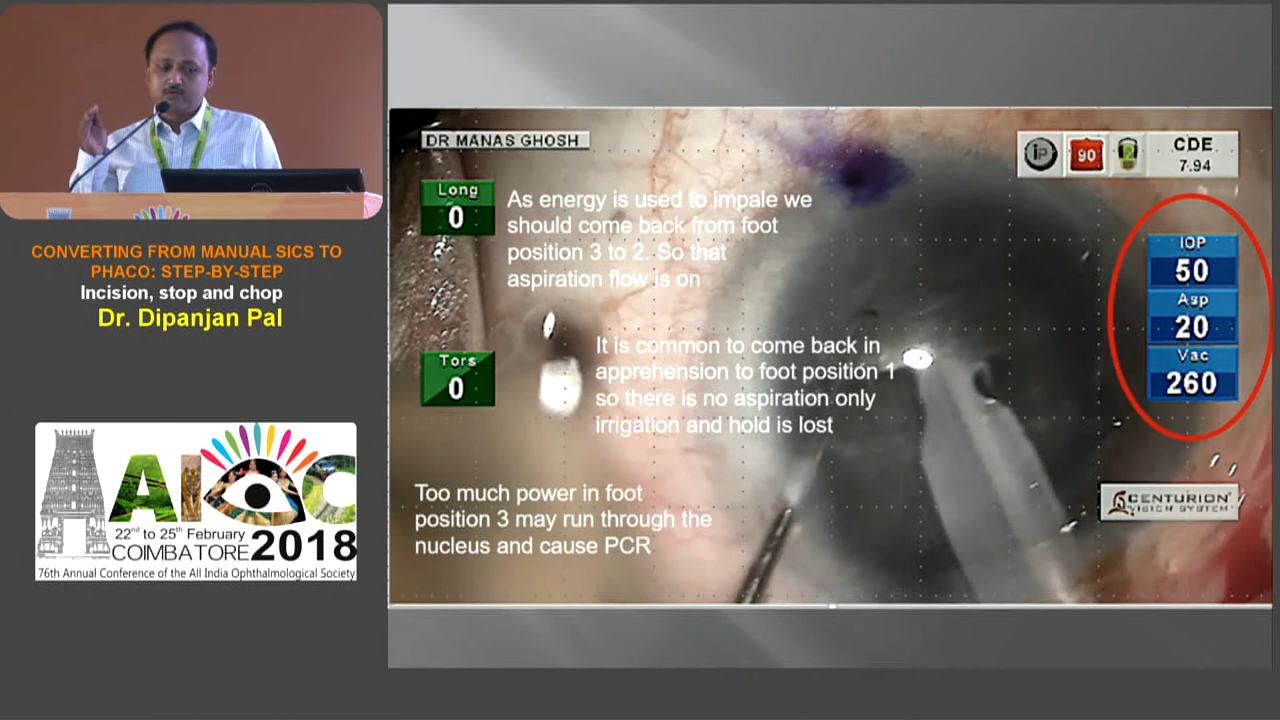 CONVERTING FROM MANUAL SICS TO
PHACO: STEP-BY-STEP
Incision, stop and chop
Dr. Dipanjan Pal
AIOC
22nd to 25th February
COIMBATORE 2018
76th Annual Conference of the All India Ophthalmological Society
DR MANAS GHOSH
iP
90
2
CDE
7.94
Long
0
As energy is used to impale we
should come back from foot
position 3 to 2. So that
aspiration flow is on
IOP
50
Asp
20
Vac
260
Tors
0
It is common to come back in
apprehension to foot position 1
so there is no aspiration only
irrigation and hold is lost
Too much power in foot
position 3 may run through the
nucleus and cause PCR
CENTURION
VISION SYSTEM